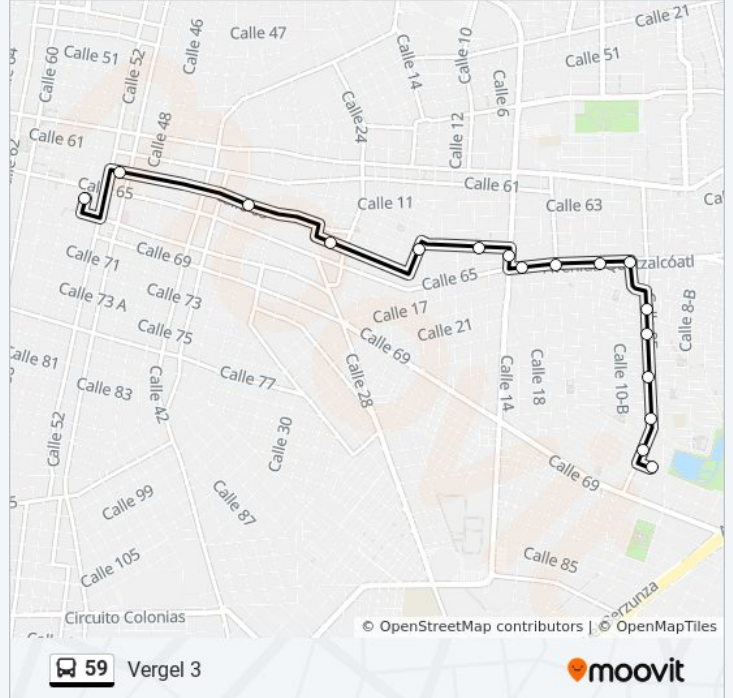 Calle 21
Calle 46
Calle 10
Calle 47
Calle 51
Calle 52
Calle 60
Calle 14
Calle 51
Calle 6
Calle 24
Calle 48
Calle 12
Calle 61
Calle 61
Calle 65
Calle 11
Calle 63
Calle 69
Calle 71
Calle 65
Calle 73 A
Calle 73
Calle 17
Calle 8-B
Calle 21
Calle 75
Calle 69
Calle 81
Calle 77
Calle 28
Calle 14
Calle 18
Calle 10-B
Calle 83
Calle 42
Calle 52
Calle 30
Calle 69
Calle 99
Calle 87
Calle 85
Calle 105
Circuito Colonias
© OpenStreetMap contributors | © OpenMapTiles
59 Vergel 3
moovit